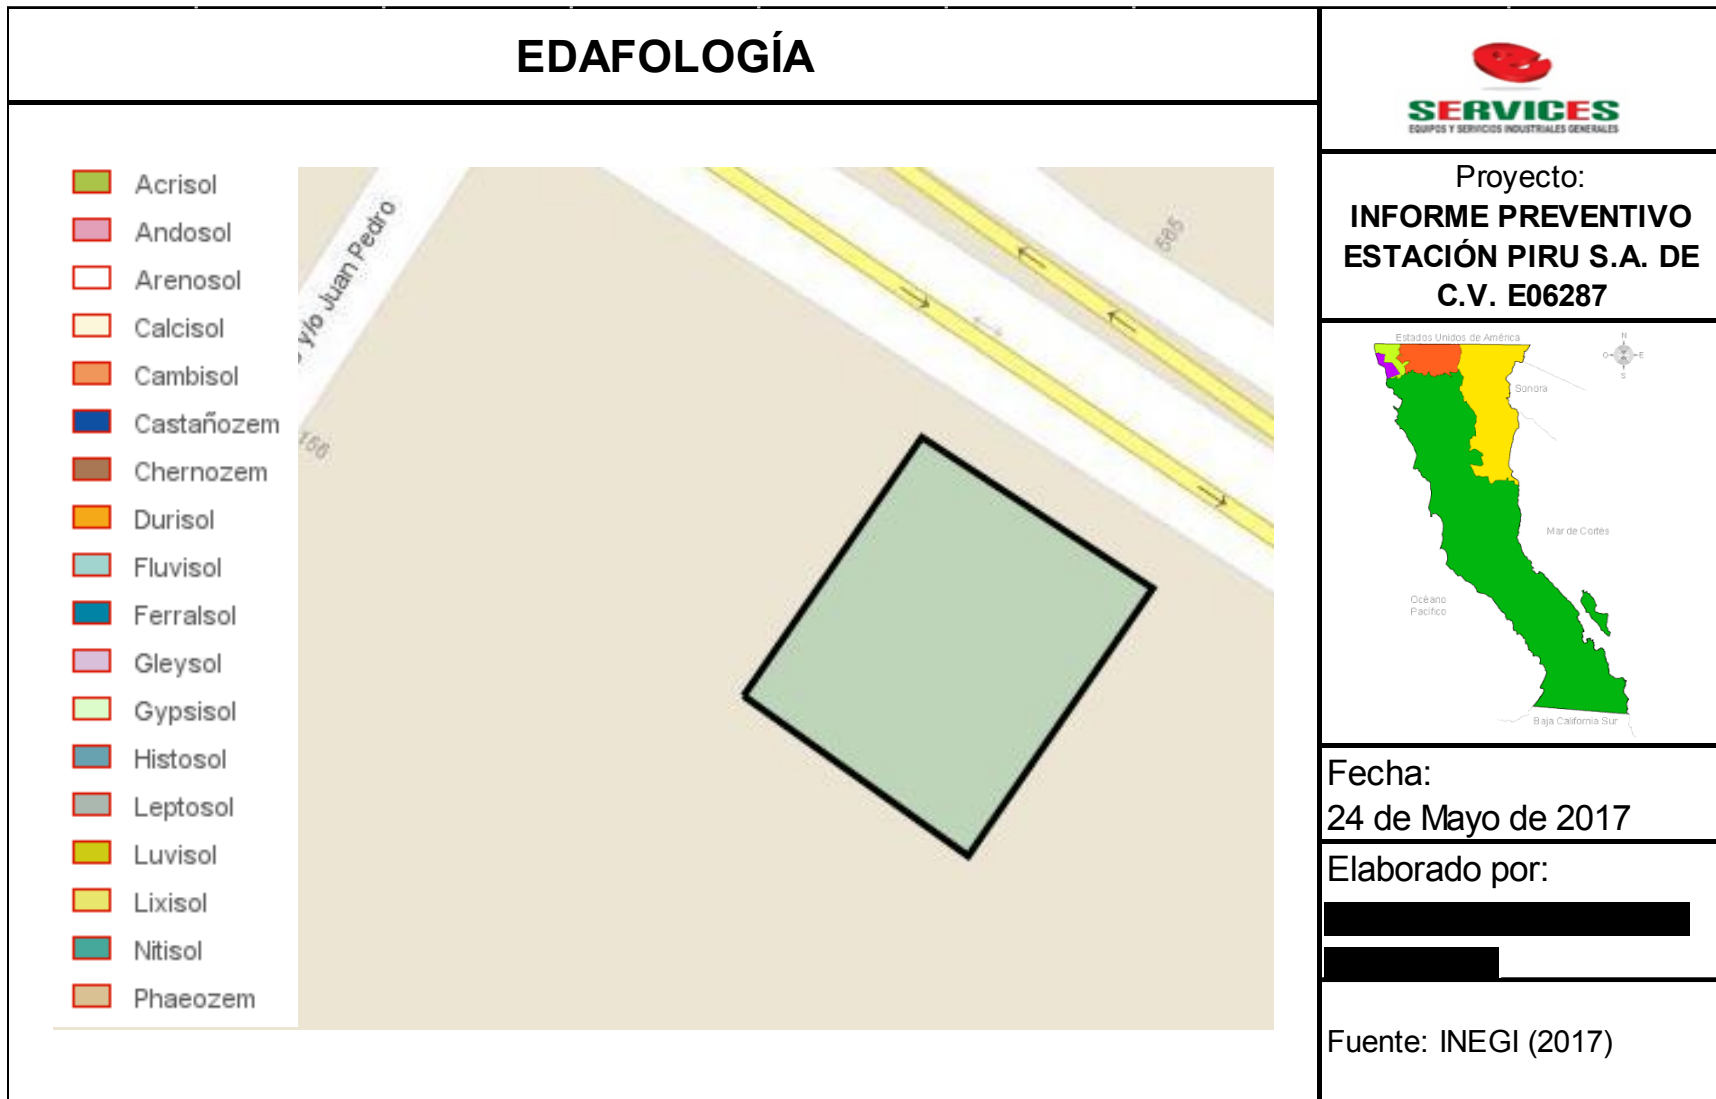 EDAFOLOGÍA
SERVICES
EQUIPOS Y SERVICIOS INDUSTRIALES GENERALES
Proyecto:
INFORME PREVENTIVO
ESTACIÓN PIRU S.A. DE
C.V. E06287
Acrisol
Andosol
Arenosol
Calcisol
Cambisol
Castañozem
Chernozem
Durisol
Fluvisol
Ferralsol
Gleysol
Gypsisol
Histosol
Leptosol
Luvisol
Lixisol
Nitisol
Phaeozem
y/o Juan Pedro
Estados Unidos de América
N
O
E
S
Sonora
Mar de Cortés
Océano
Pacífico
Baja California Sur
Fecha:
24 de Mayo de 2017
Elaborado por:
Fuente: INEGI (2017)